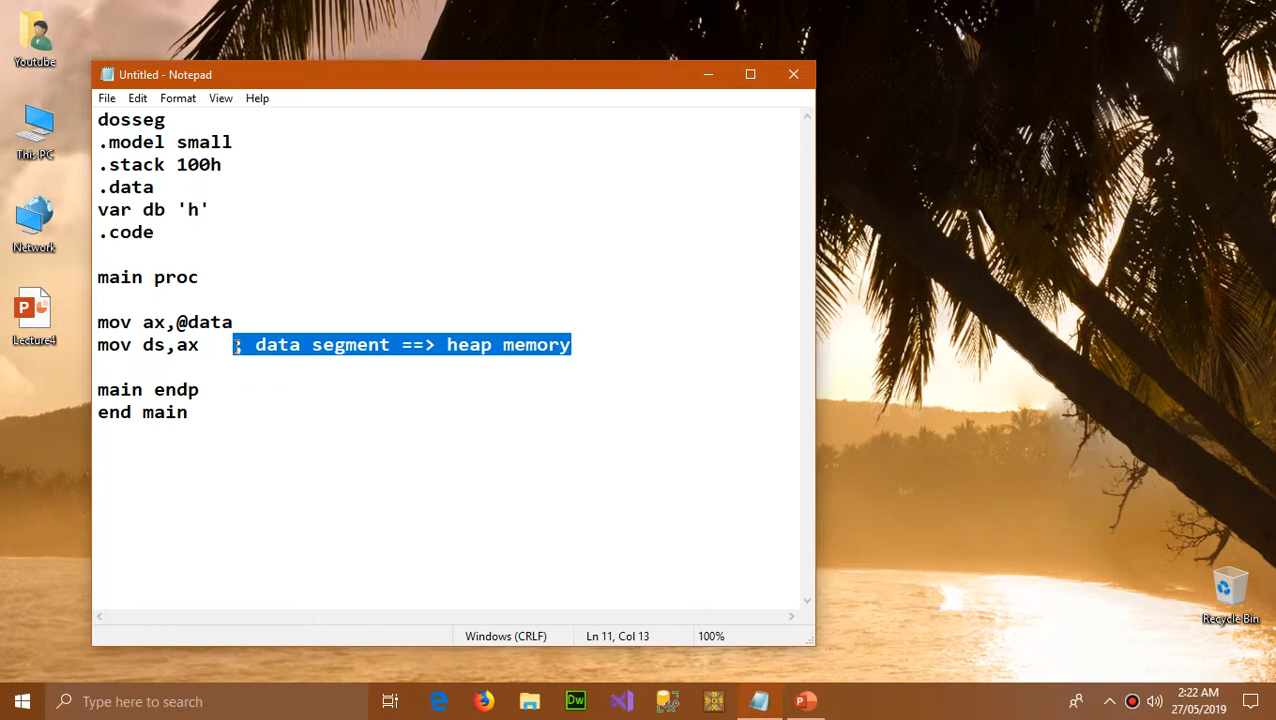 Youtube
This PC
Network
Lecture4
Untitled - Notepad
File Edit Format View Help
dosseg
.model small
.stack 100h
.data
var db 'h'
.code
main proc
mov ax,@data
mov ds,ax ; data segment ==> heap memory
main endp
end main
Windows (CRLF) Ln 11, Col 13 100%
Recycle Bin
Type here to search
Dw
2:22 AM
27/05/2019